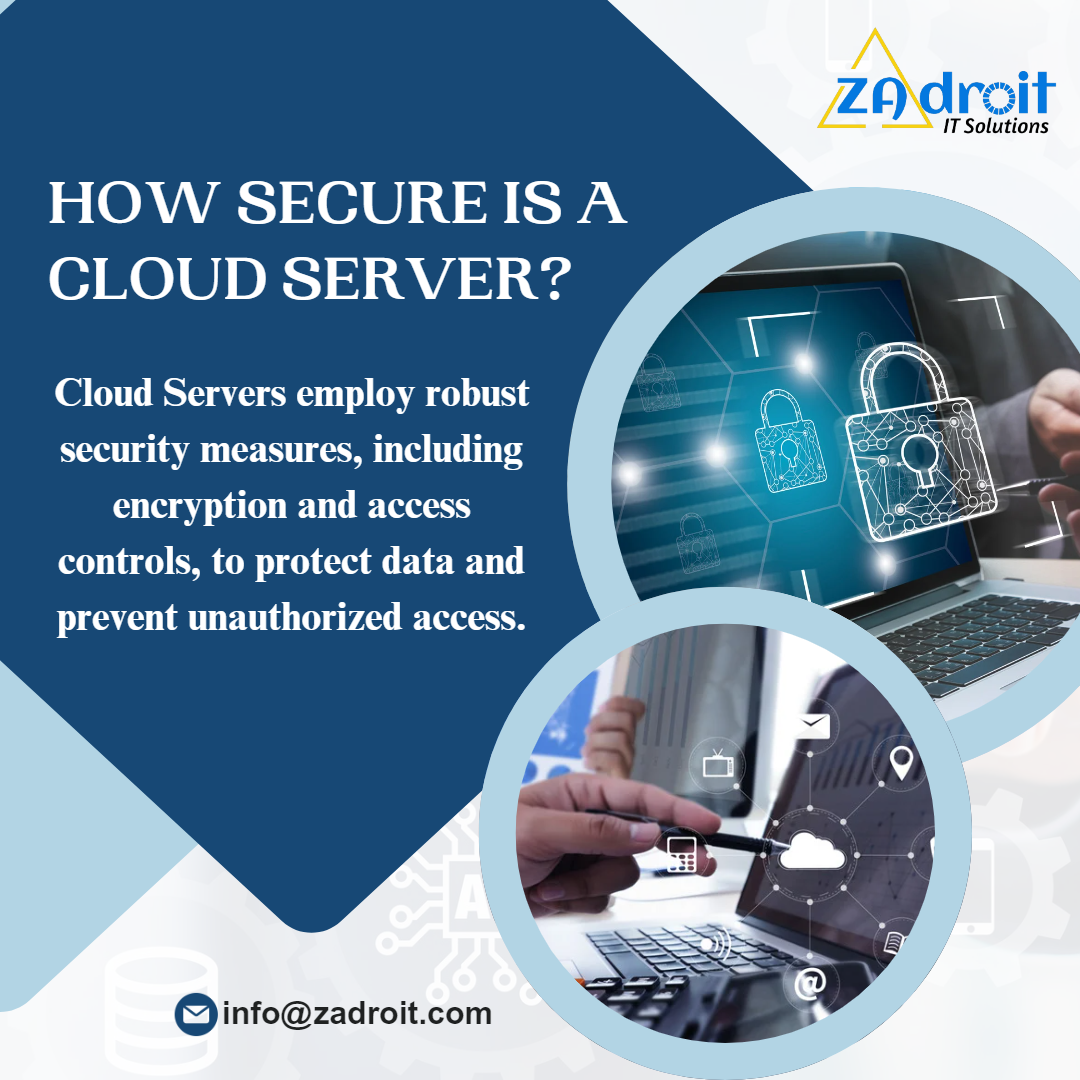 ZAdroit
IT Solutions
HOW SECURE IS A
CLOUD SERVER?
Cloud Servers employ robust
security measures, including
encryption and access
controls, to protect data and
prevent unauthorized access.
@
info@zadroit.com